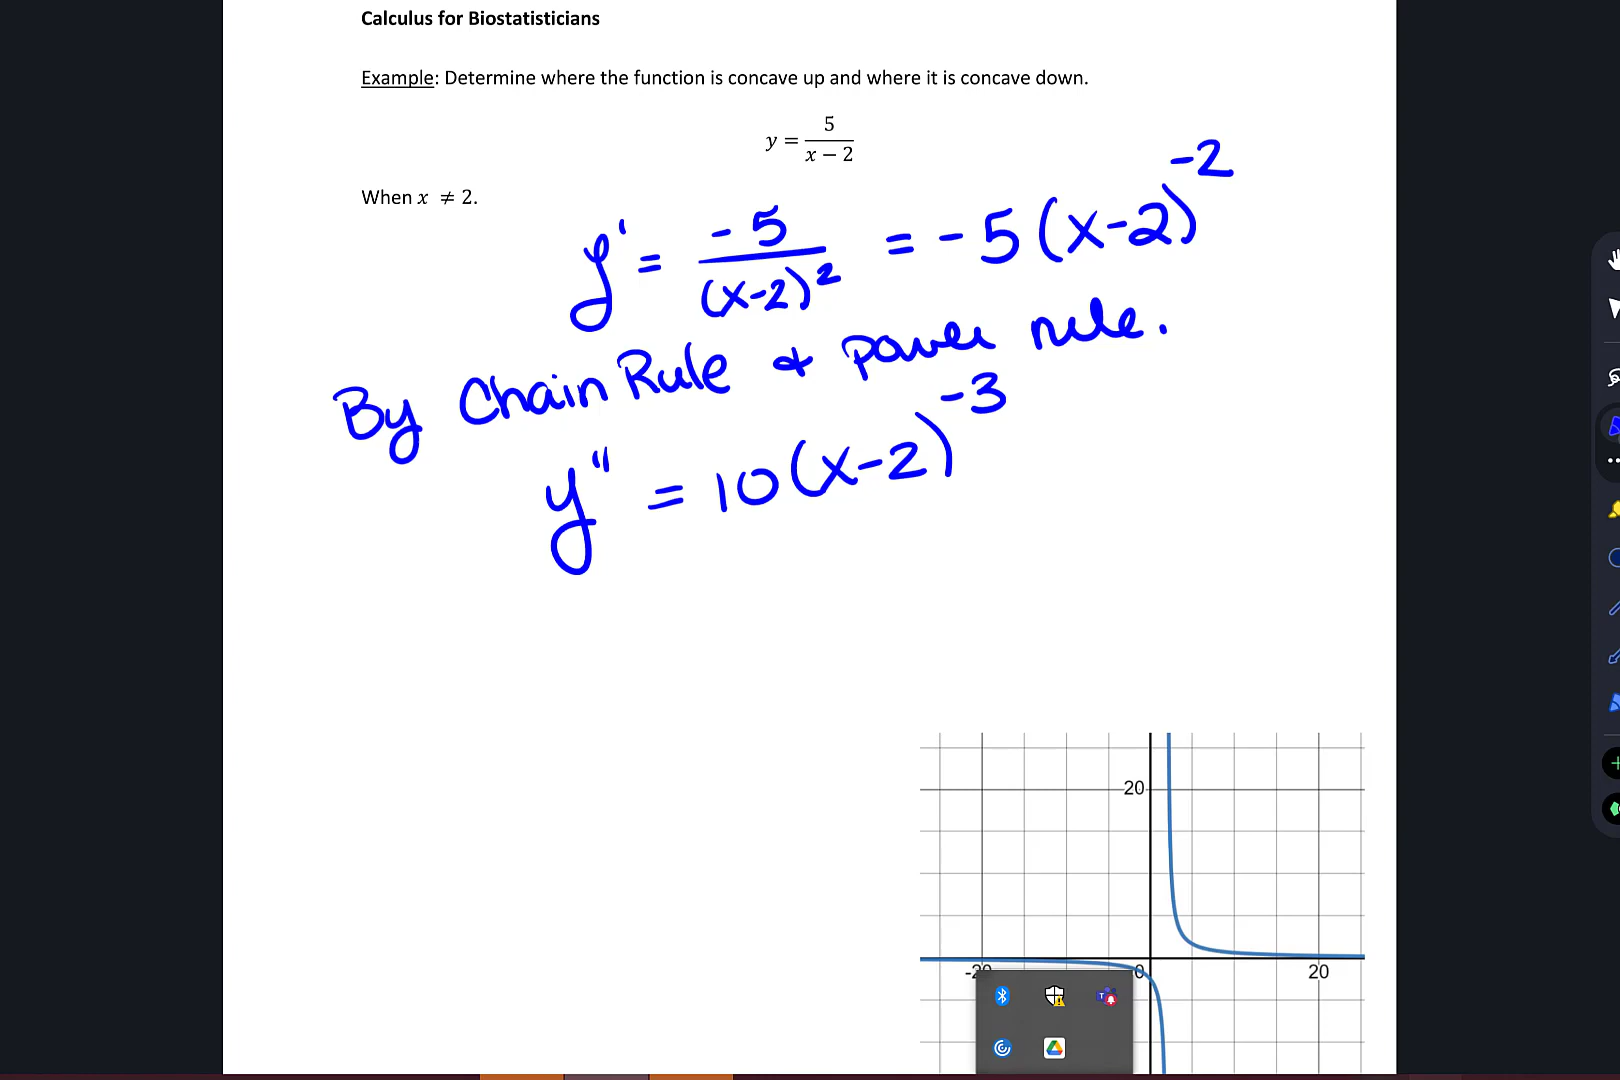 Calculus for Biostatisticians
Example: Determine where the function is concave up and where it is concave down.
y = 5/(x − 2)
When x ≠ 2.
y' = -5/(x-2)² = -5(x-2)⁻²
By Chain Rule & power rule.
y" = 10(x-2)⁻³
20
-20 0 20